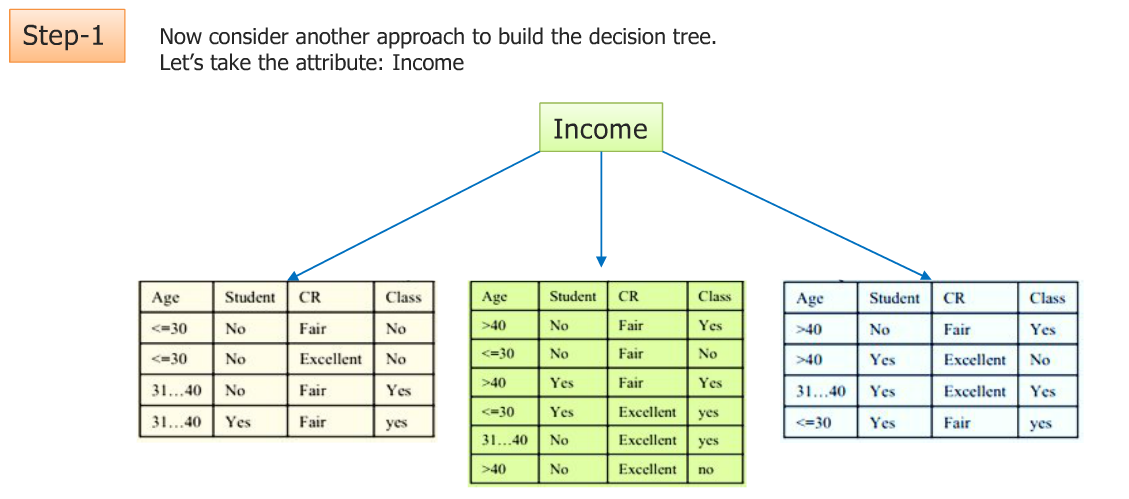 Step-1
Now consider another approach to build the decision tree.
Let's take the attribute: Income
Income
Age Student CR Class
<=30 No Fair No
<=30 No Excellent No
31...40 No Fair Yes
31...40 Yes Fair yes
Age Student CR Class
>40 No Fair Yes
<=30 No Fair No
>40 Yes Fair Yes
<=30 Yes Excellent yes
31...40 No Excellent yes
>40 No Excellent no
Age Student CR Class
>40 No Fair Yes
>40 Yes Excellent No
31...40 Yes Excellent Yes
<=30 Yes Fair yes